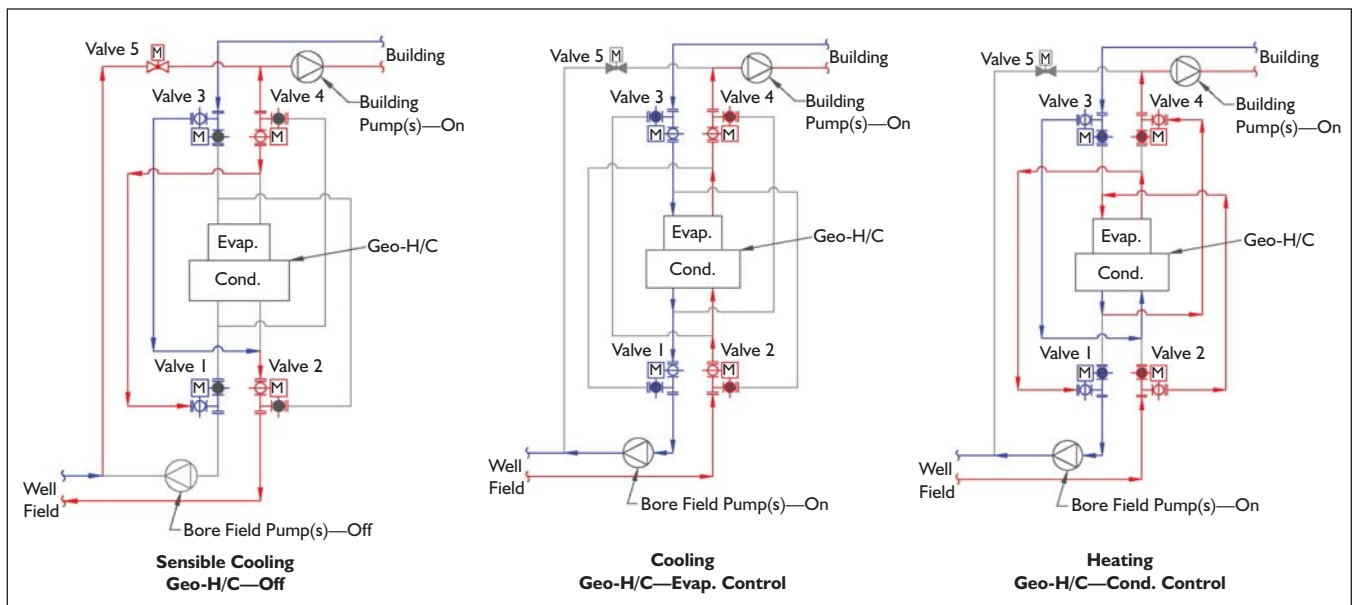 Valve 5
M
Building
Valve 3
Valve 4
Building
Pump(s)—On
M
M
Evap.
Geo-H/C
Cond.
Valve 1
Valve 2
M
M
Well
Field
Bore Field Pump(s)—Off
Sensible Cooling
Geo-H/C—Off
Valve 5
M
Building
Valve 3
Valve 4
Building
Pump(s)—On
M
M
Evap.
Geo-H/C
Cond.
Valve 1
Valve 2
M
M
Well
Field
Bore Field Pump(s)—On
Cooling
Geo-H/C—Evap. Control
Valve 5
M
Building
Valve 3
Valve 4
Building
Pump(s)—On
M
M
Evap.
Geo-H/C
Cond.
Valve 1
Valve 2
M
M
Well
Field
Bore Field Pump(s)—On
Heating
Geo-H/C—Cond. Control